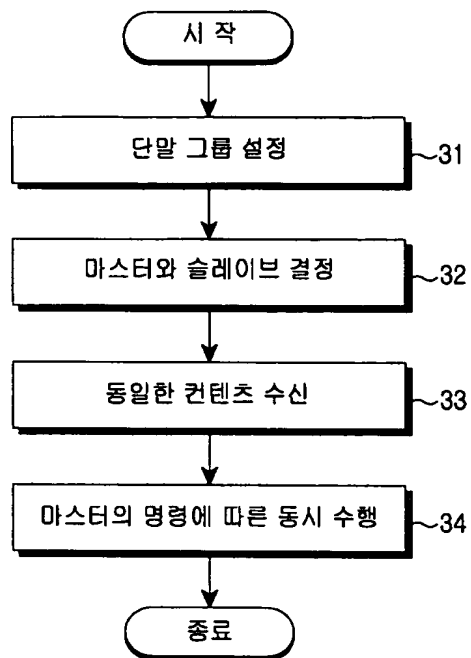 시 작
단말 그룹 설정
31
마스터와 슬레이브 결정
32
동일한 컨텐츠 수신
33
마스터의 명령에 따른 동시 수행
34
종료